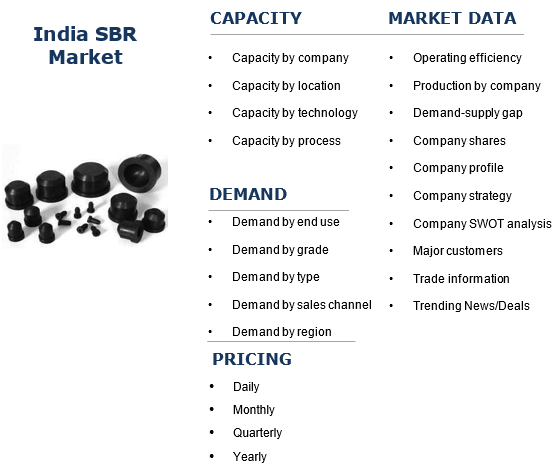 India SBR
Market
CAPACITY
• Capacity by company
• Capacity by location
• Capacity by technology
• Capacity by process
DEMAND
• Demand by end use
• Demand by grade
• Demand by type
• Demand by sales channel
• Demand by region
PRICING
• Daily
• Monthly
• Quarterly
• Yearly
MARKET DATA
• Operating efficiency
• Production by company
• Demand-supply gap
• Company shares
• Company profile
• Company strategy
• Company SWOT analysis
• Major customers
• Trade information
• Trending News/Deals